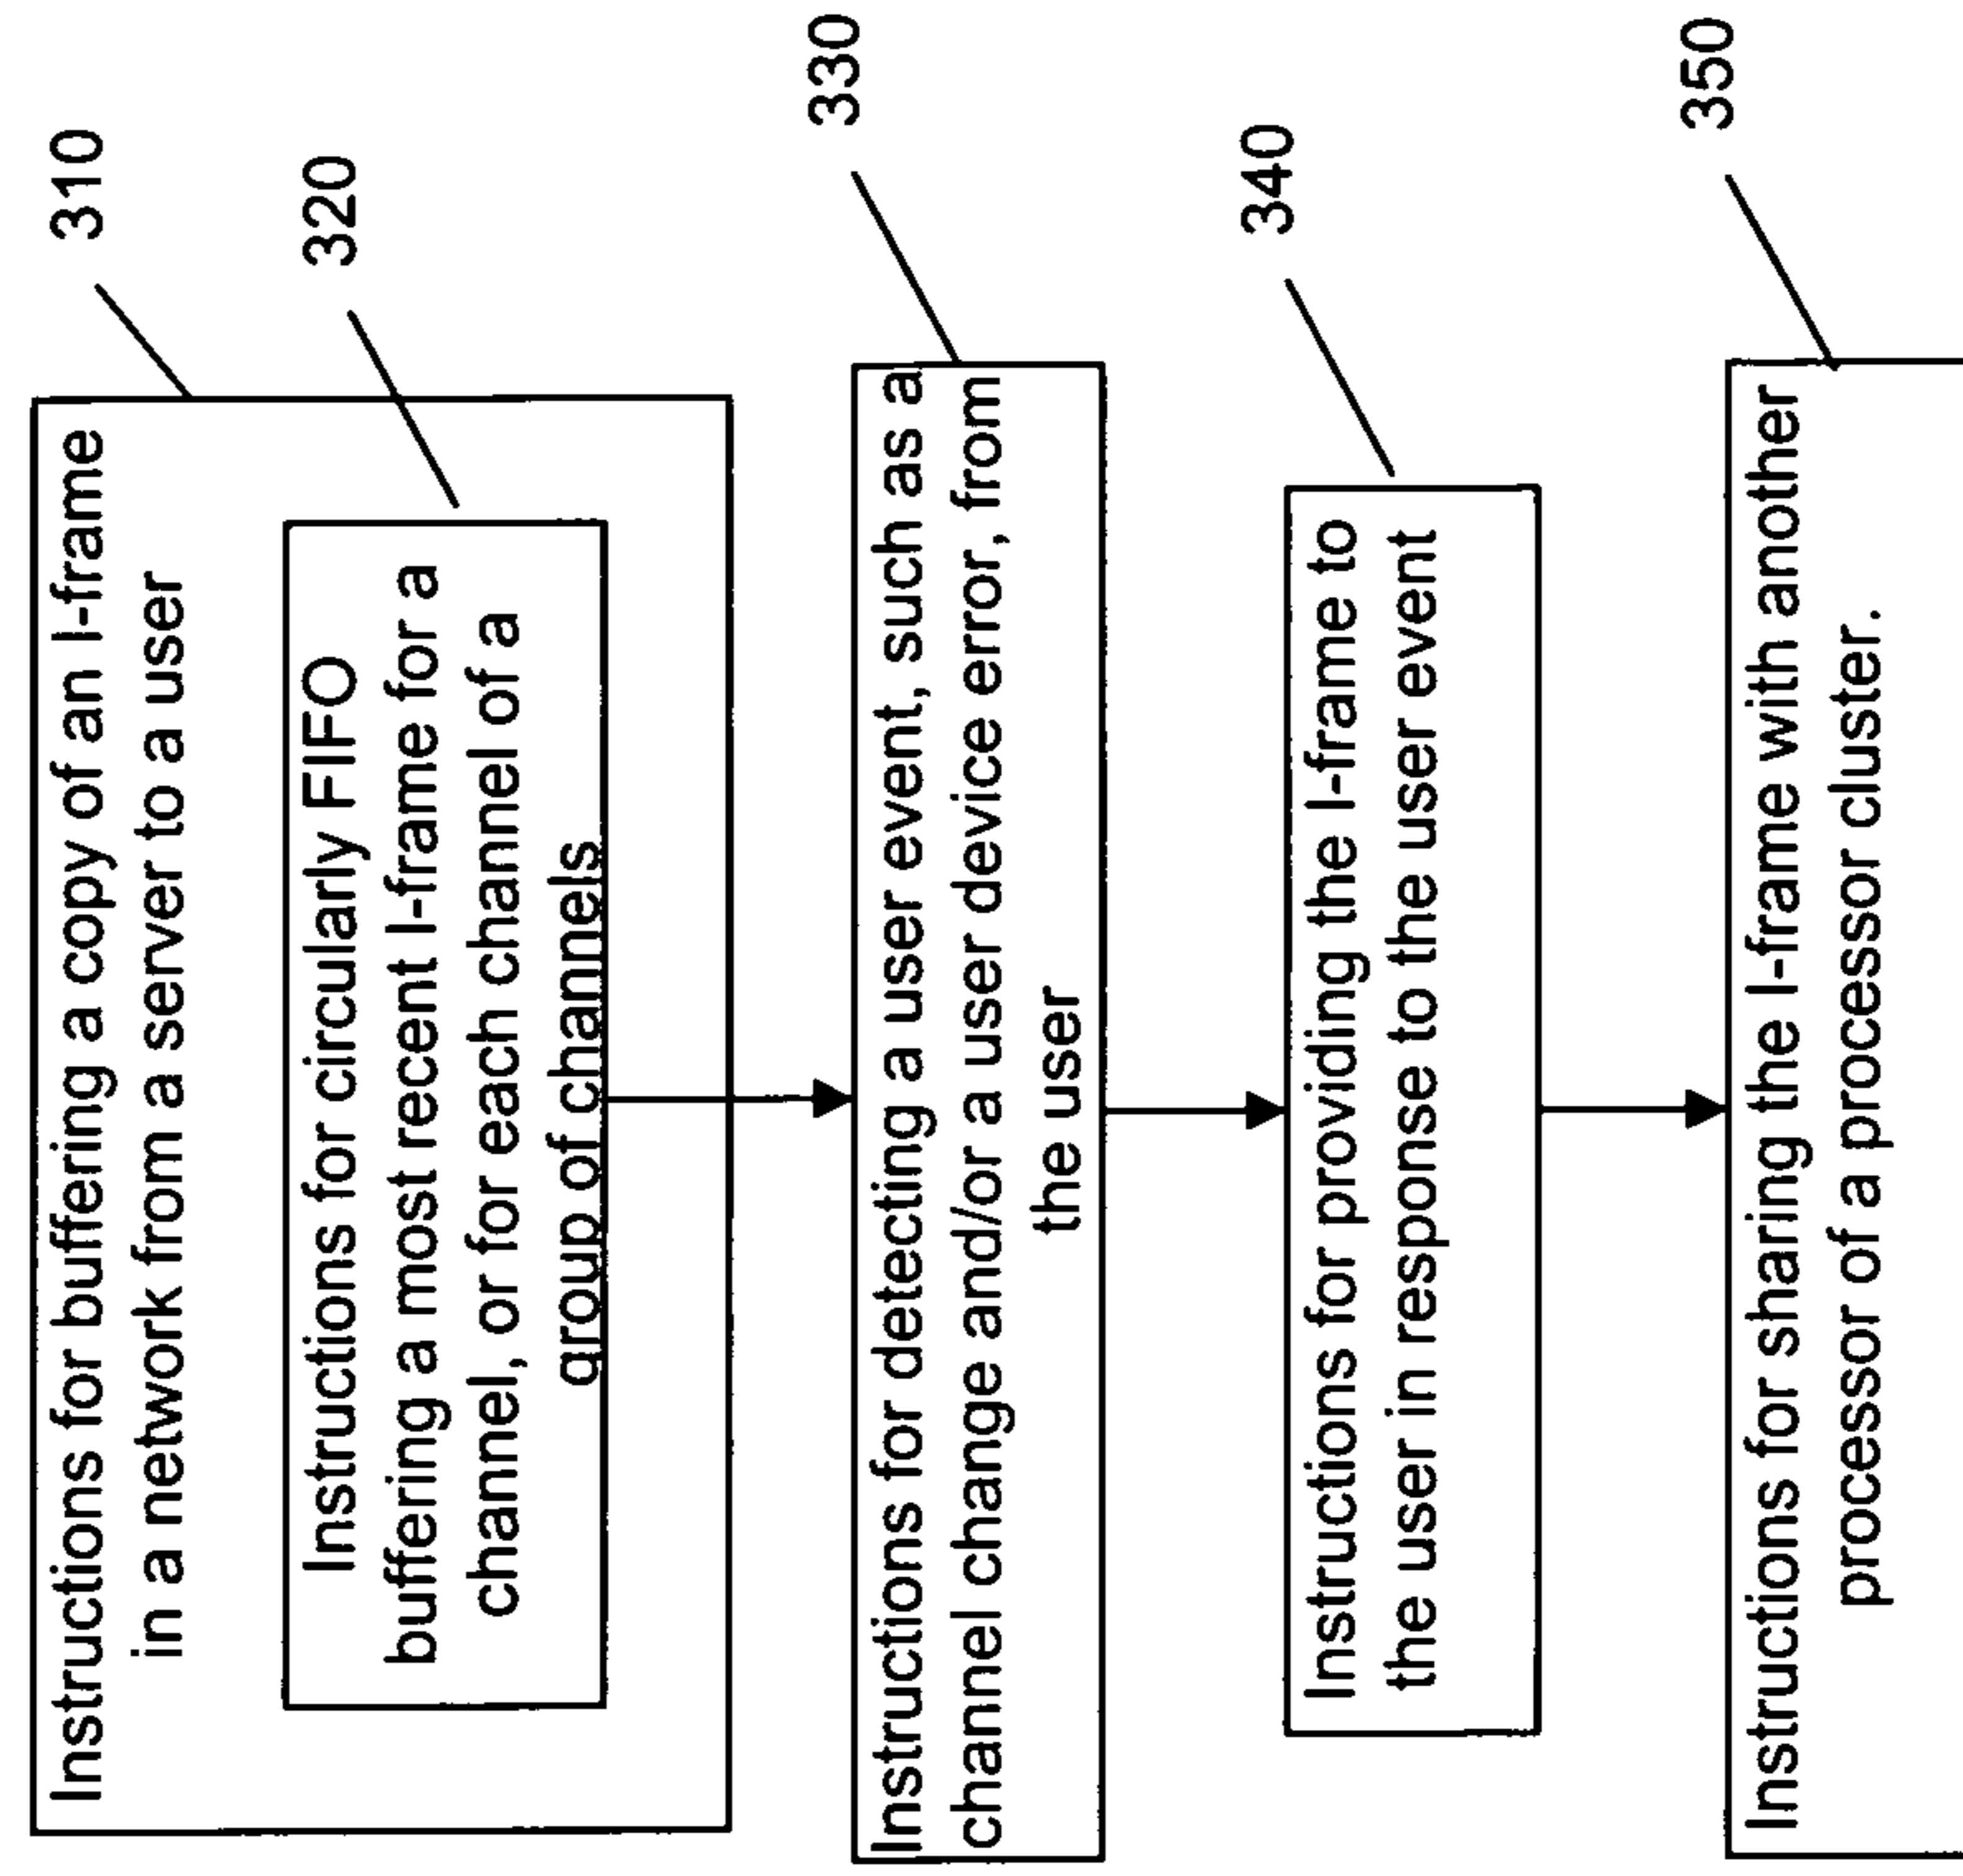 Instructions for buffering a copy of an I-frame
in a network from a server to a user
310
Instructions for circularly FIFO
buffering a most recent I-frame for a
channel, or for each channel of a
group of channels
320
Instructions for detecting a user event, such as a
channel change and/or a user device error, from
the user
330
Instructions for providing the I-frame to
the user in response to the user event
340
Instructions for sharing the I-frame with another
processor of a processor cluster.
350